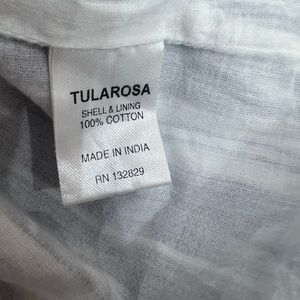 TULAROSA
SHELL & LINING
100% COTTON
MADE IN INDIA
RN 132829